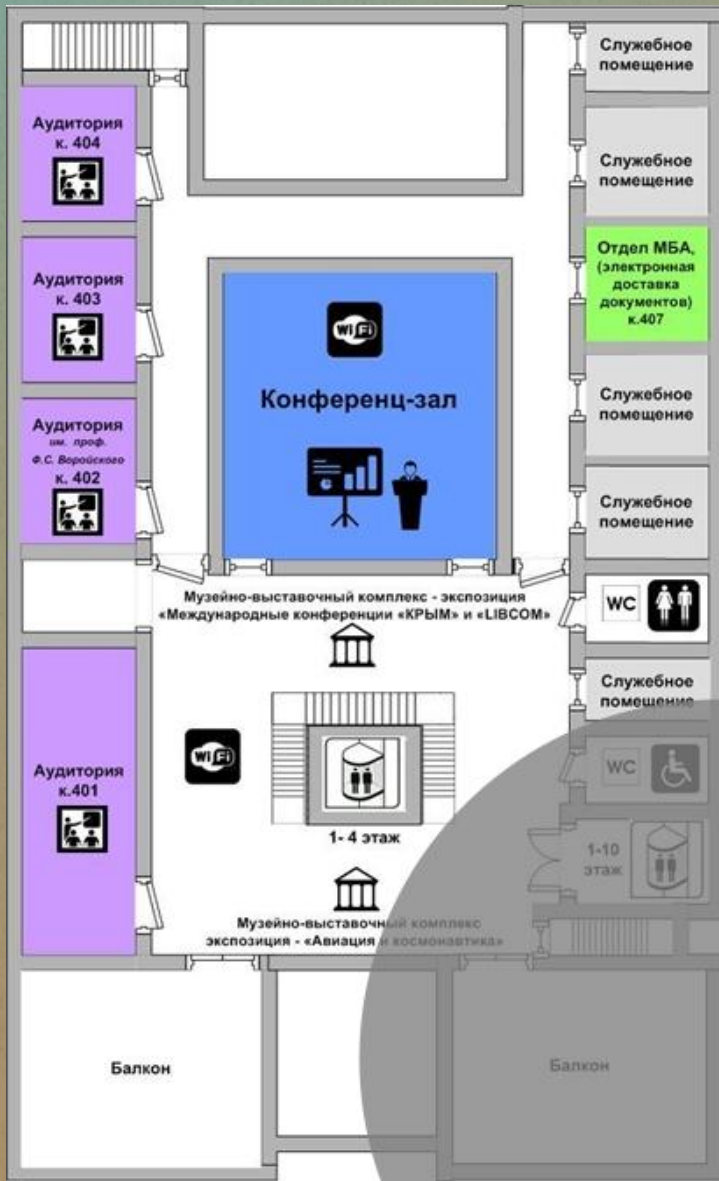 Служебное
помещение
Аудитория
к. 404
Служебное
помещение
Аудитория
к. 403
Отдел МБА,
(электронная
доставка
документов)
к.407
WiFi
Конференц-зал
Служебное
помещение
Аудитория
им. проф.
Ф.С. Воройского
к. 402
Служебное
помещение
Музейно-выставочный комплекс - экспозиция
«Международные конференции «КРЫМ» и «LIBCOM»
WC
Служебное
помещение
WiFi
Аудитория
к.401
WC
1- 4 этаж
1-10
этаж
Музейно-выставочный комплекс
экспозиция - «Авиация и космонавтика»
Балкон
Балкон